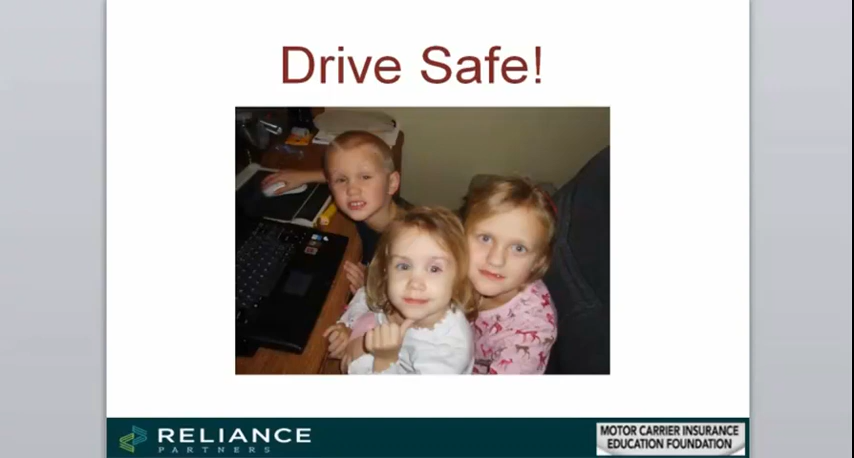 Drive Safe!
RELIANCE
PARTNERS
MOTOR CARRIER INSURANCE
EDUCATION FOUNDATION